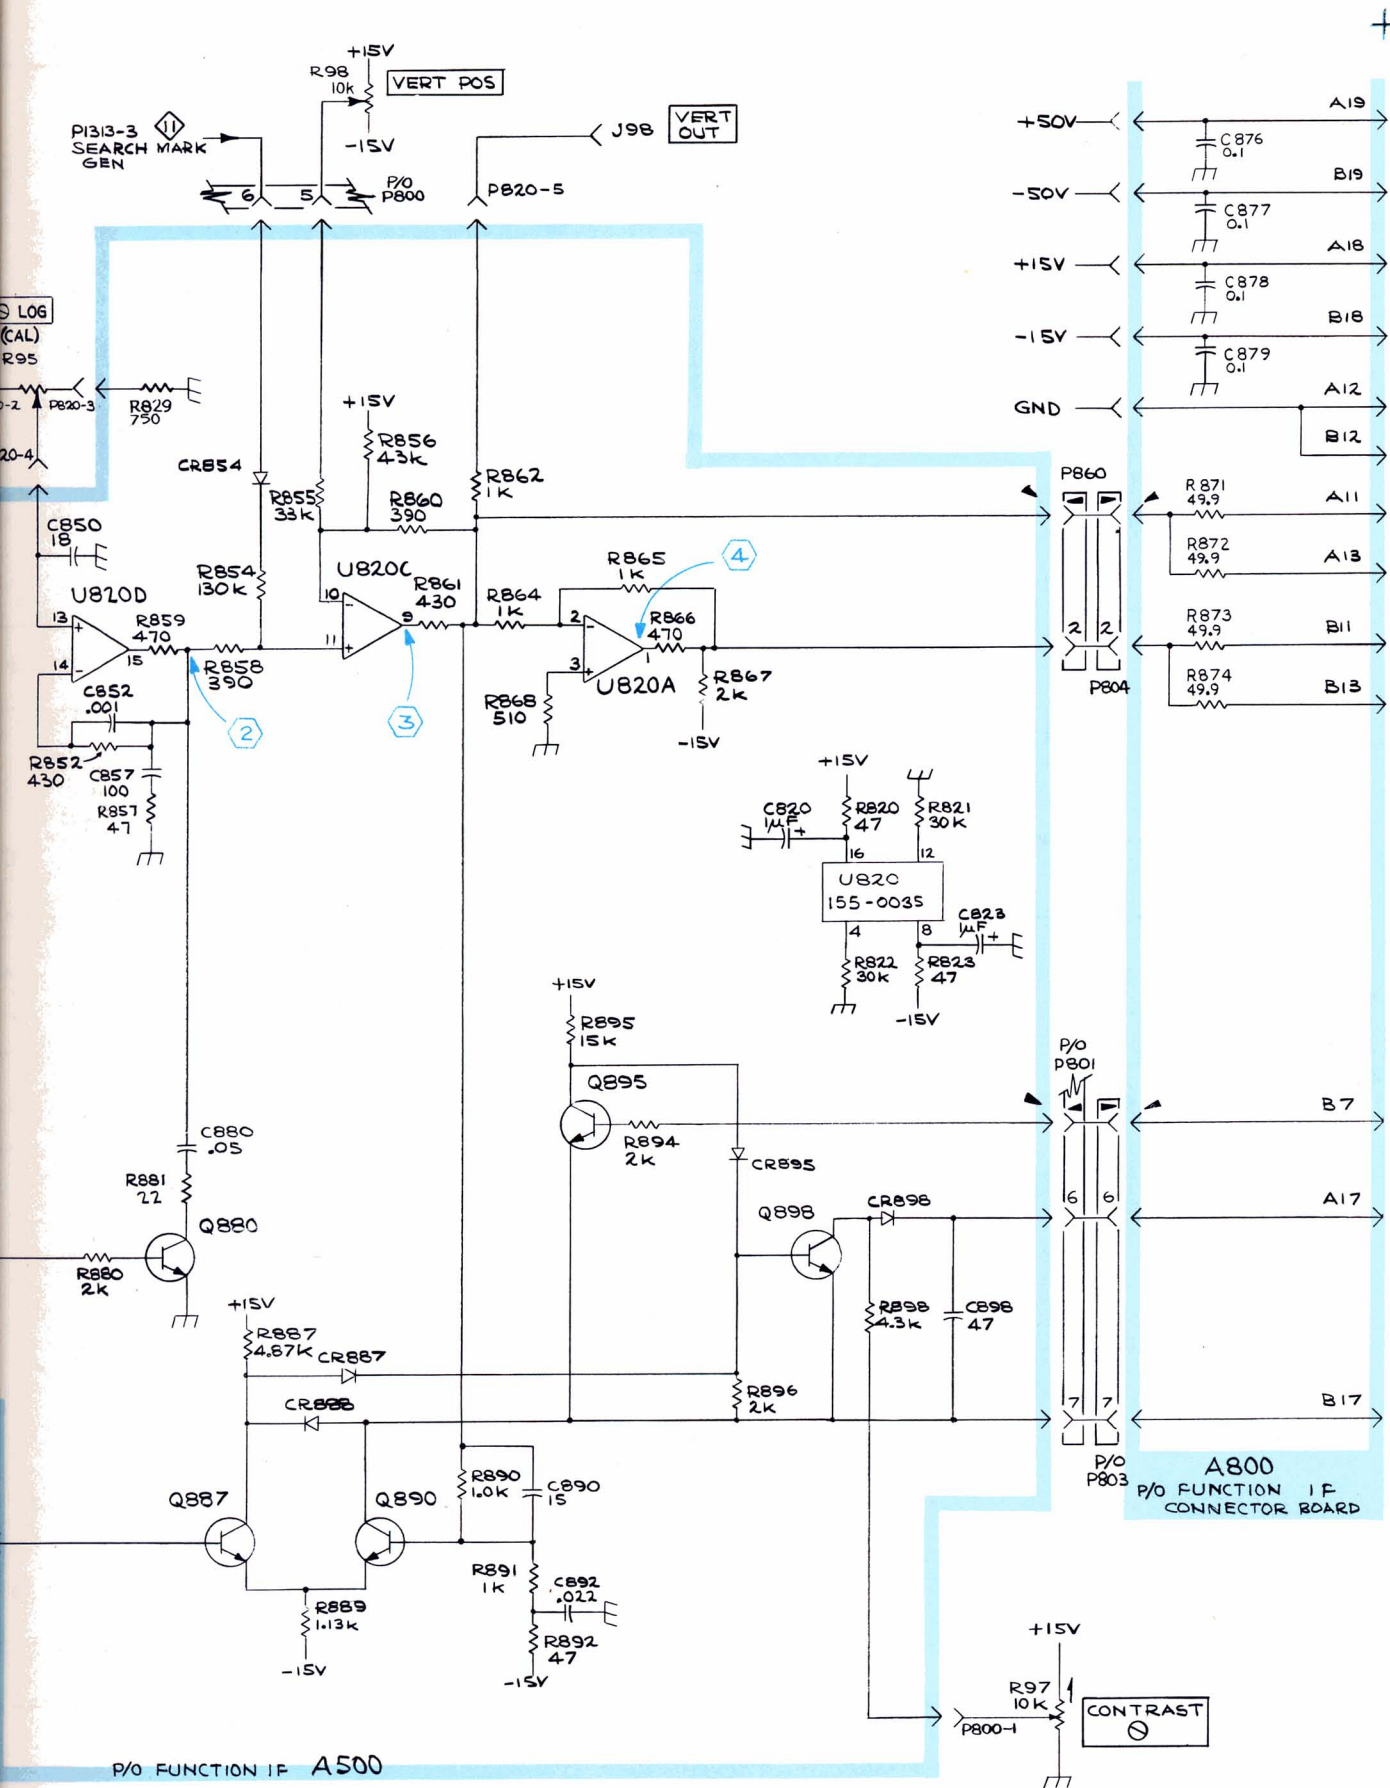 +15V
R98
10K
VERT POS
P1313-3
11
SEARCH MARK
GEN
-15V
J98
VERT
OUT
6
5
P/O
P800
P820-5
+50V
A19
C876
0.1
-50V
B19
C877
0.1
+15V
A18
C878
0.1
-15V
B18
C879
0.1
GND
A12
B12
LOG
(CAL)
R95
-2
P820-3
R829
750
20-4
+15V
R856
43K
CR854
R855
33K
R860
390
R862
1K
P860
R871
49.9
A11
R872
49.9
A13
C850
18
U820D
R854
130K
U820C
R861
430
R864
1K
R865
1K
4
13
+
14
-
15
R859
470
R858
390
10
-
11
+
9
2
-
3
+
1
R866
470
U820A
R867
2K
-15V
R868
510
2
2
R873
49.9
B11
R874
49.9
B13
P804
C852
.001
2
3
R852
430
C857
100
R857
47
+15V
C820
1µF
+
R820
47
R821
30K
16
12
U820
155-0035
4
8
C823
1µF
+
R822
30K
R823
47
-15V
+15V
R895
15K
Q895
P/O
P801
R894
2K
CR895
B7
C880
.05
R881
22
Q880
R880
2K
Q898
CR898
6
6
A17
R898
4.3K
C898
47
+15V
R887
4.87K
CR887
CR888
R896
2K
7
7
B17
P/O
P803
A800
P/O FUNCTION IF
CONNECTOR BOARD
R890
1.0K
C890
15
Q887
Q890
R891
1K
C892
.022
R889
1.13K
-15V
R892
47
-15V
+15V
R97
10K
P800-1
CONTRAST
P/O FUNCTION IF A500